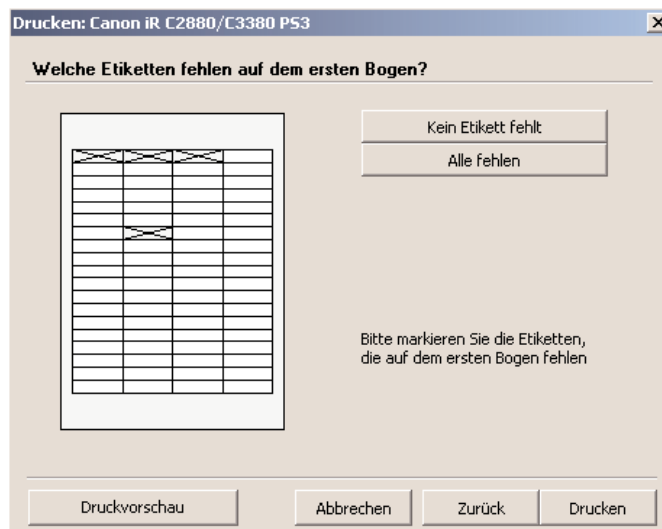 Drucken: Canon iR C2880/C3380 PS3
Welche Etiketten fehlen auf dem ersten Bogen?
Kein Etikett fehlt
Alle fehlen
Bitte markieren Sie die Etiketten,
die auf dem ersten Bogen fehlen
Druckvorschau
Abbrechen
Zurück
Drucken